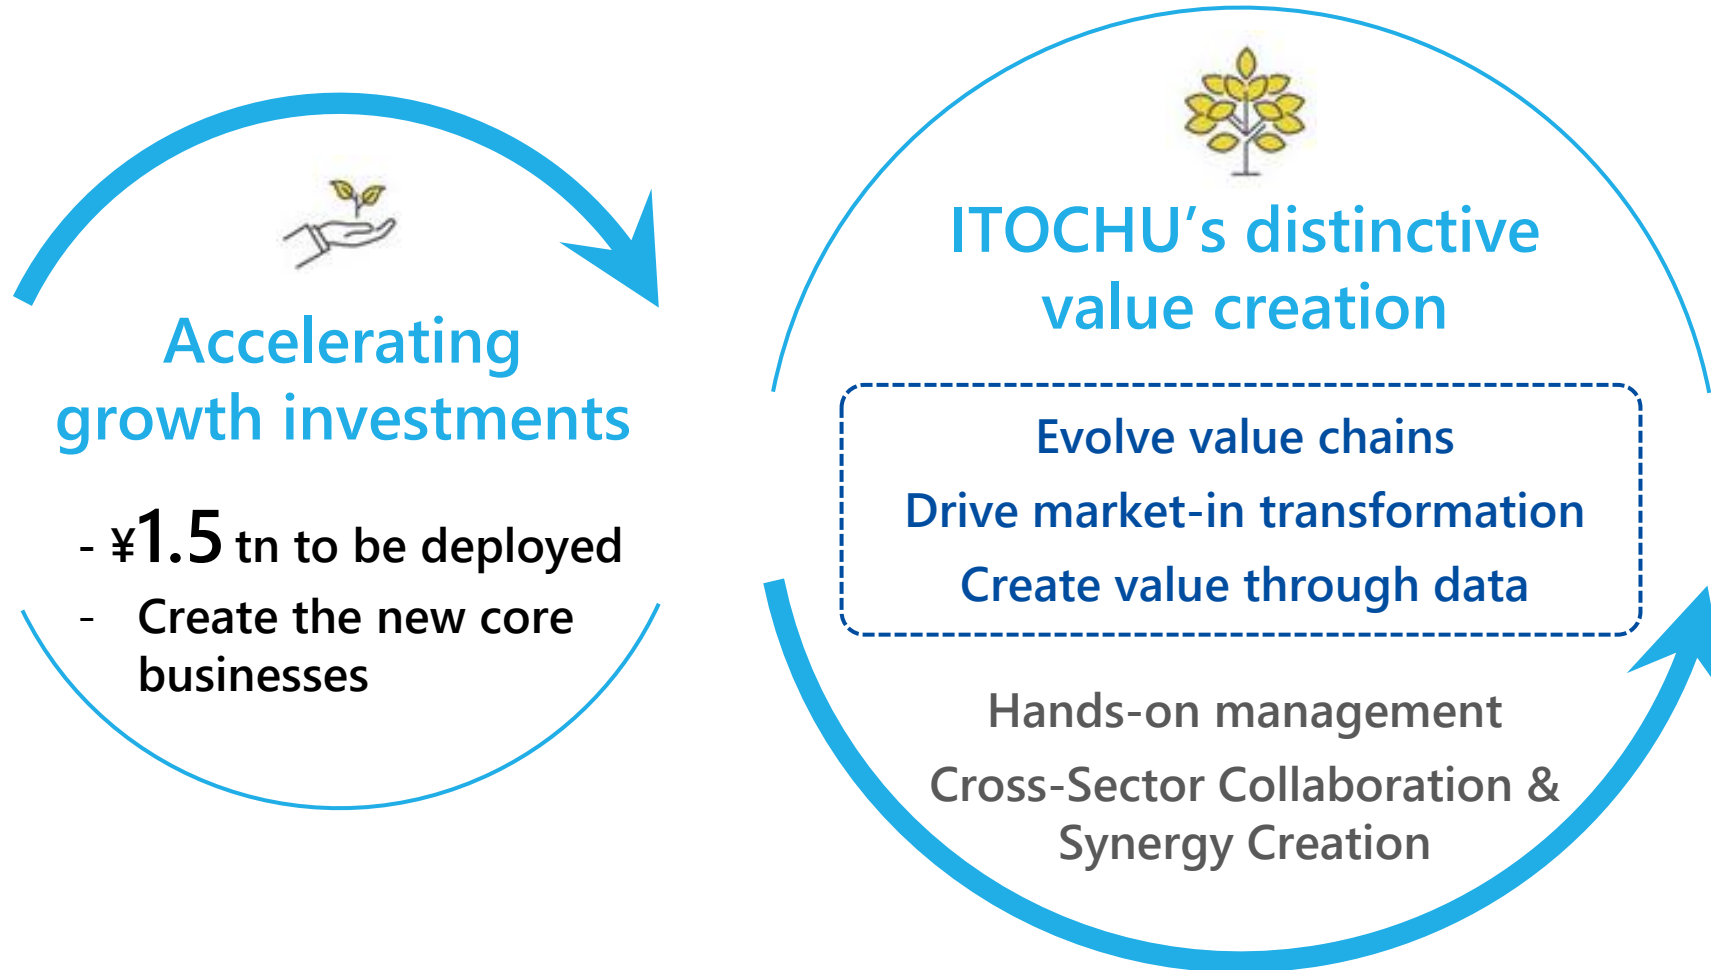 Accelerating
growth investments
- ¥1.5 tn to be deployed
- Create the new core
businesses
ITOCHU’s distinctive
value creation
Evolve value chains
Drive market-in transformation
Create value through data
Hands-on management
Cross-Sector Collaboration &
Synergy Creation